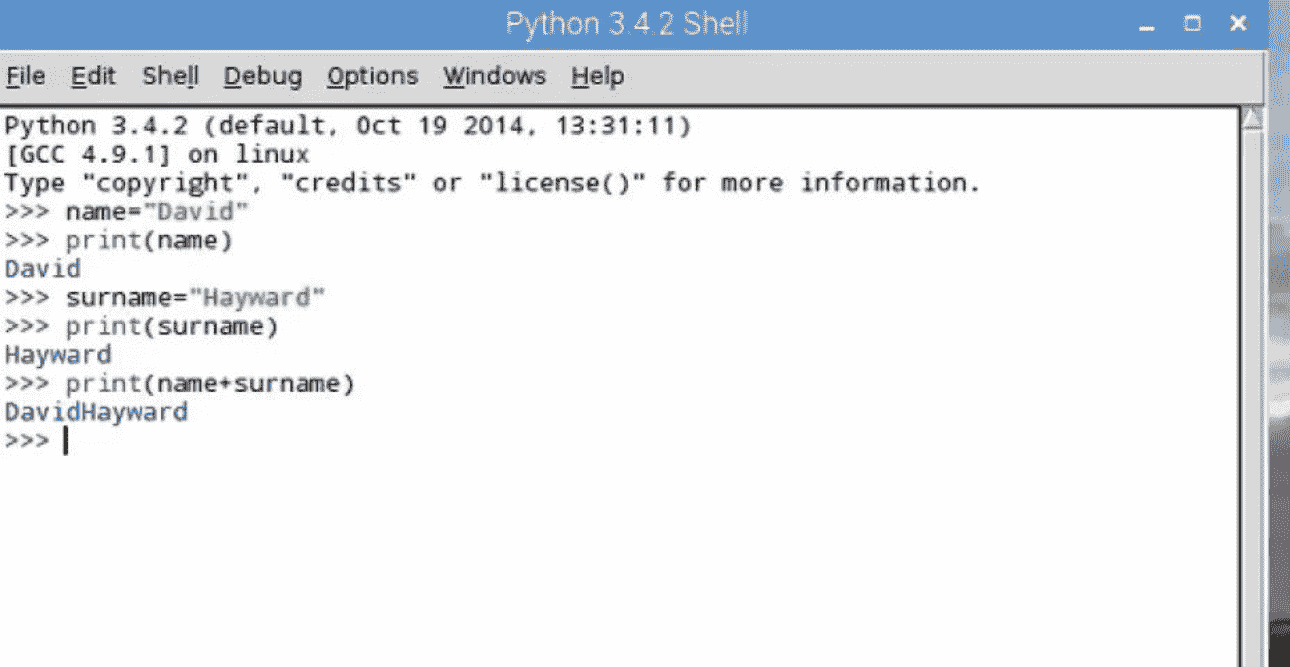 Python 3.4.2 Shell
File Edit Shell Debug Options Windows Help
Python 3.4.2 (default, Oct 19 2014, 13:31:11)
[GCC 4.9.1] on linux
Type "copyright", "credits" or "license()" for more information.
>>> name="David"
>>> print(name)
David
>>> surname="Hayward"
>>> print(surname)
Hayward
>>> print(name+surname)
DavidHayward
>>>